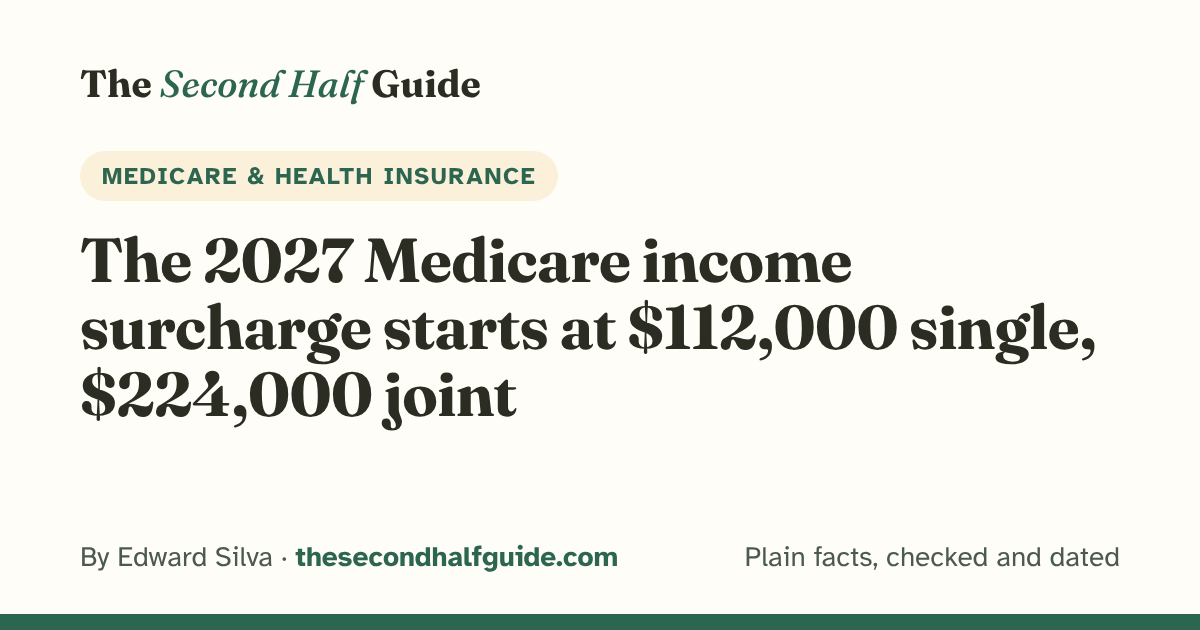 The Second Half Guide
MEDICARE & HEALTH INSURANCE
The 2027 Medicare income
surcharge starts at $112,000 single,
$224,000 joint
By Edward Silva · thesecondhalfguide.com
Plain facts, checked and dated